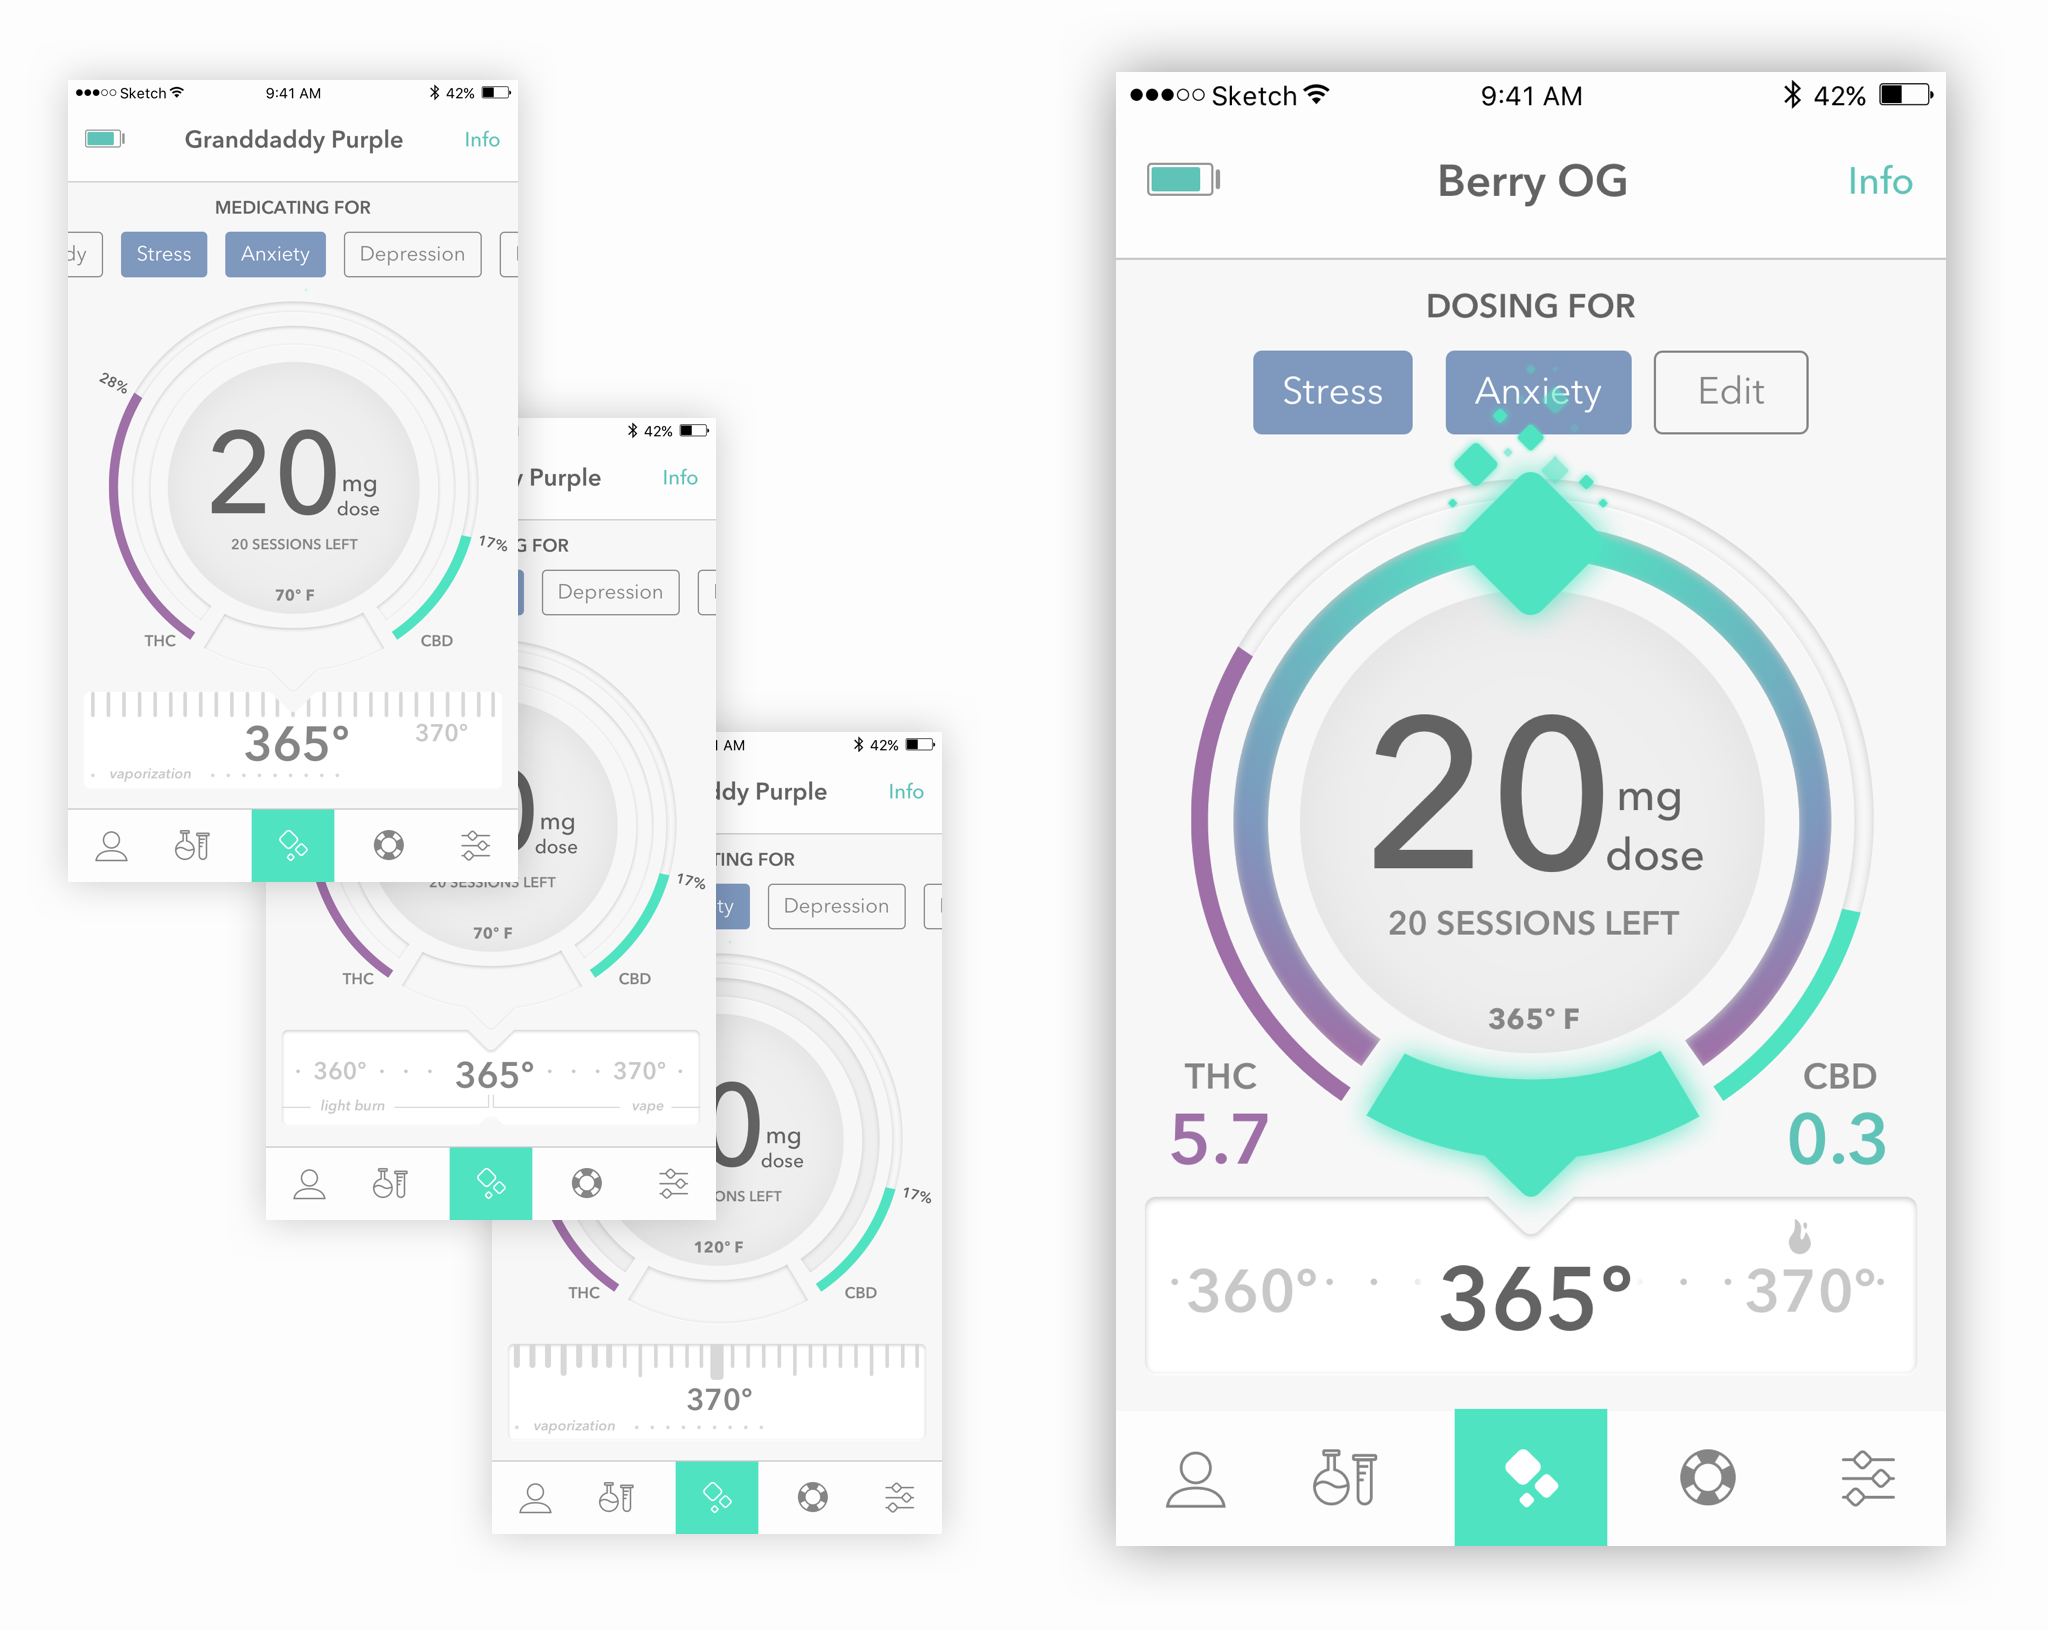 Sketch 9:41 AM 42%
Granddaddy Purple Info
MEDICATING FOR
dy Stress Anxiety Depression
28%
20 mg
dose
20 SESSIONS LEFT
70° F
17%
THC CBD
365° 370°
vaporization
42%
Purple Info
G FOR
Depression
mg
dose
20 SESSIONS LEFT
70° F
17%
THC CBD
360° 365° 370°
light burn vape
AM 42%
ddy Purple Info
TING FOR
ty Depression
0 mg
dose
ONS LEFT
120° F
17%
THC CBD
370°
vaporization
Sketch 9:41 AM 42%
Berry OG Info
DOSING FOR
Stress Anxiety Edit
20 mg
dose
20 SESSIONS LEFT
365° F
THC CBD
5.7 0.3
360° 365° 370°